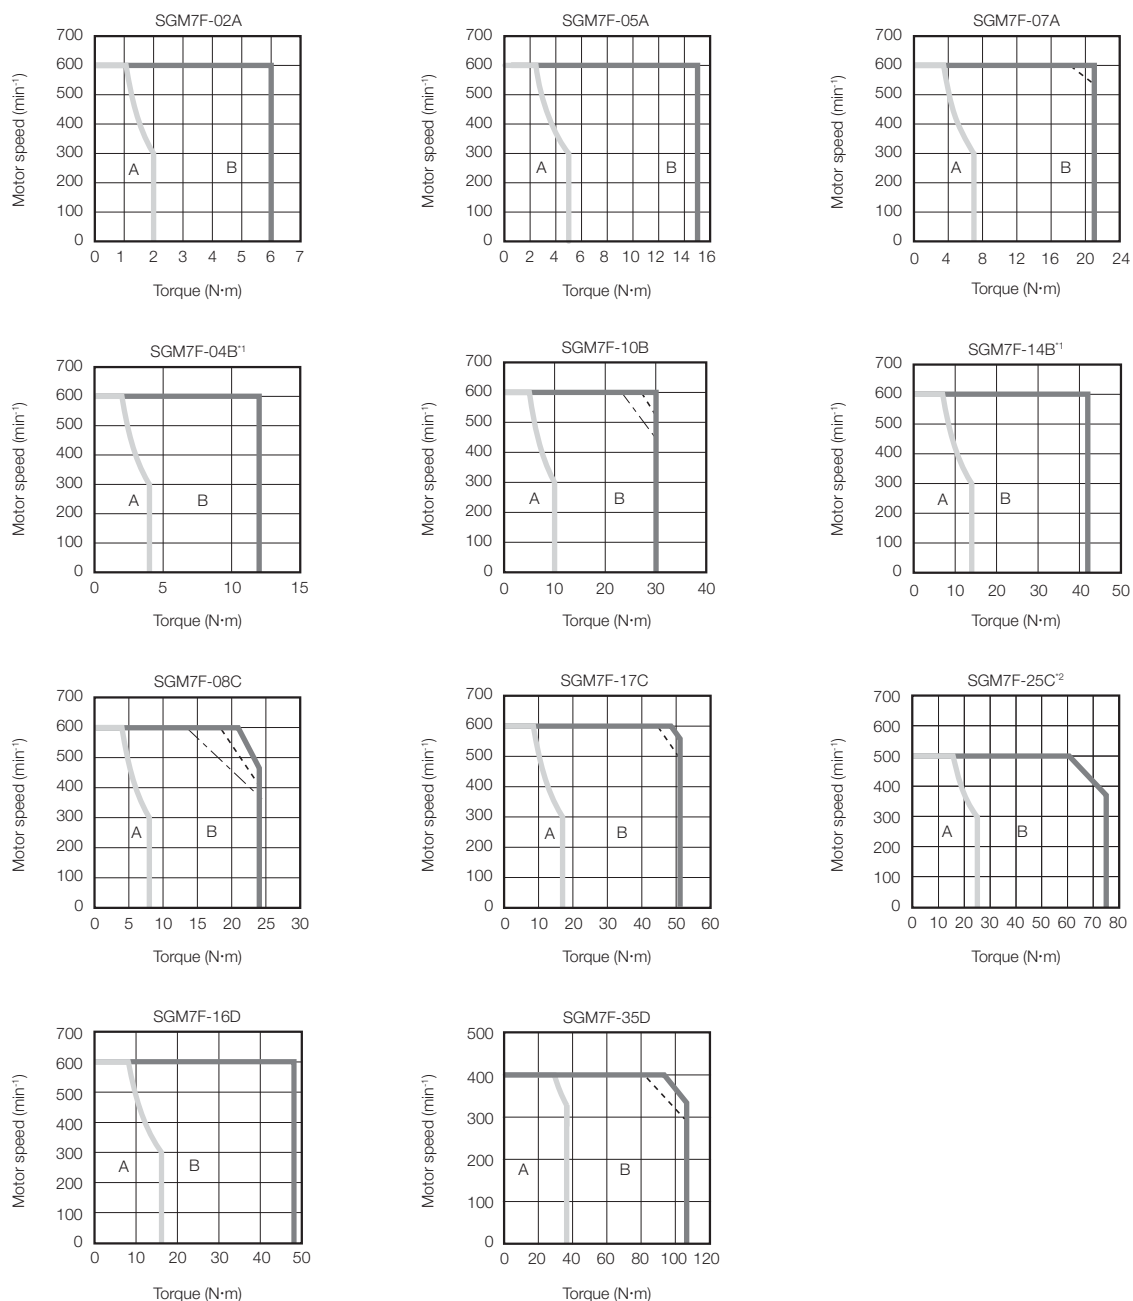 SGM7F-02A
Motor speed (min⁻¹)
700
600
500
400
300
200
100
0
A
B
0 1 2 3 4 5 6 7
Torque (N·m)
SGM7F-05A
Motor speed (min⁻¹)
700
600
500
400
300
200
100
0
A
B
0 2 4 6 8 10 12 14 16
Torque (N·m)
SGM7F-07A
Motor speed (min⁻¹)
700
600
500
400
300
200
100
0
A
B
0 4 8 12 16 20 24
Torque (N·m)
SGM7F-04B*1
Motor speed (min⁻¹)
700
600
500
400
300
200
100
0
A
B
0 5 10 15
Torque (N·m)
SGM7F-10B
Motor speed (min⁻¹)
700
600
500
400
300
200
100
0
A
B
0 10 20 30 40
Torque (N·m)
SGM7F-14B*1
Motor speed (min⁻¹)
700
600
500
400
300
200
100
0
A
B
0 10 20 30 40 50
Torque (N·m)
SGM7F-08C
Motor speed (min⁻¹)
700
600
500
400
300
200
100
0
A
B
0 5 10 15 20 25 30
Torque (N·m)
SGM7F-17C
Motor speed (min⁻¹)
700
600
500
400
300
200
100
0
A
B
0 10 20 30 40 50 60
Torque (N·m)
SGM7F-25C*2
Motor speed (min⁻¹)
700
600
500
400
300
200
100
0
A
B
0 10 20 30 40 50 60 70 80
Torque (N·m)
SGM7F-16D
Motor speed (min⁻¹)
700
600
500
400
300
200
100
0
A
B
0 10 20 30 40 50
Torque (N·m)
SGM7F-35D
Motor speed (min⁻¹)
500
400
300
200
100
0
A
B
0 20 40 60 80 100 120
Torque (N·m)